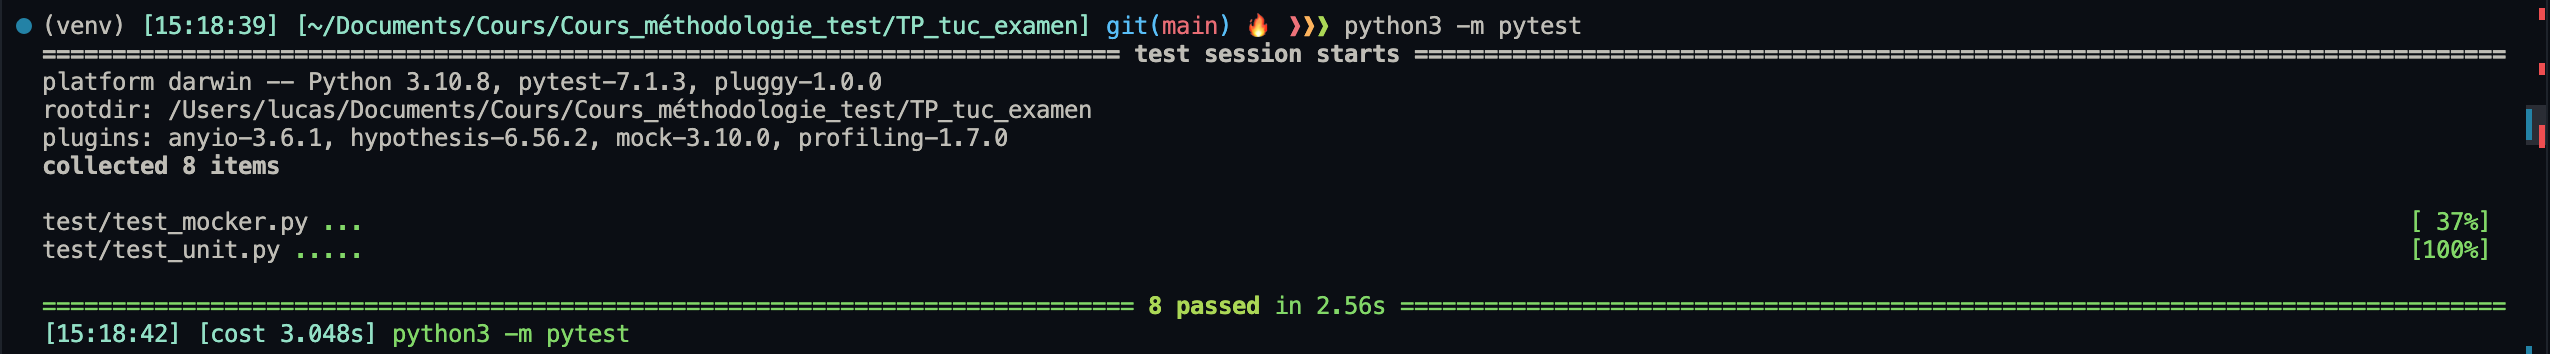 (venv) [15:18:39] [~/Documents/Cours/Cours_méthodologie_test/TP_tuc_examen] git(main) 🔥 ❯❯❯ python3 -m pytest
============================================================================= test session starts ==============================================================================
platform darwin -- Python 3.10.8, pytest-7.1.3, pluggy-1.0.0
rootdir: /Users/lucas/Documents/Cours/Cours_méthodologie_test/TP_tuc_examen
plugins: anyio-3.6.1, hypothesis-6.56.2, mock-3.10.0, profiling-1.7.0
collected 8 items
test/test_mocker.py ... [ 37%]
test/test_unit.py ..... [100%]
============================================================================== 8 passed in 2.56s ===============================================================================
[15:18:42] [cost 3.048s] python3 -m pytest